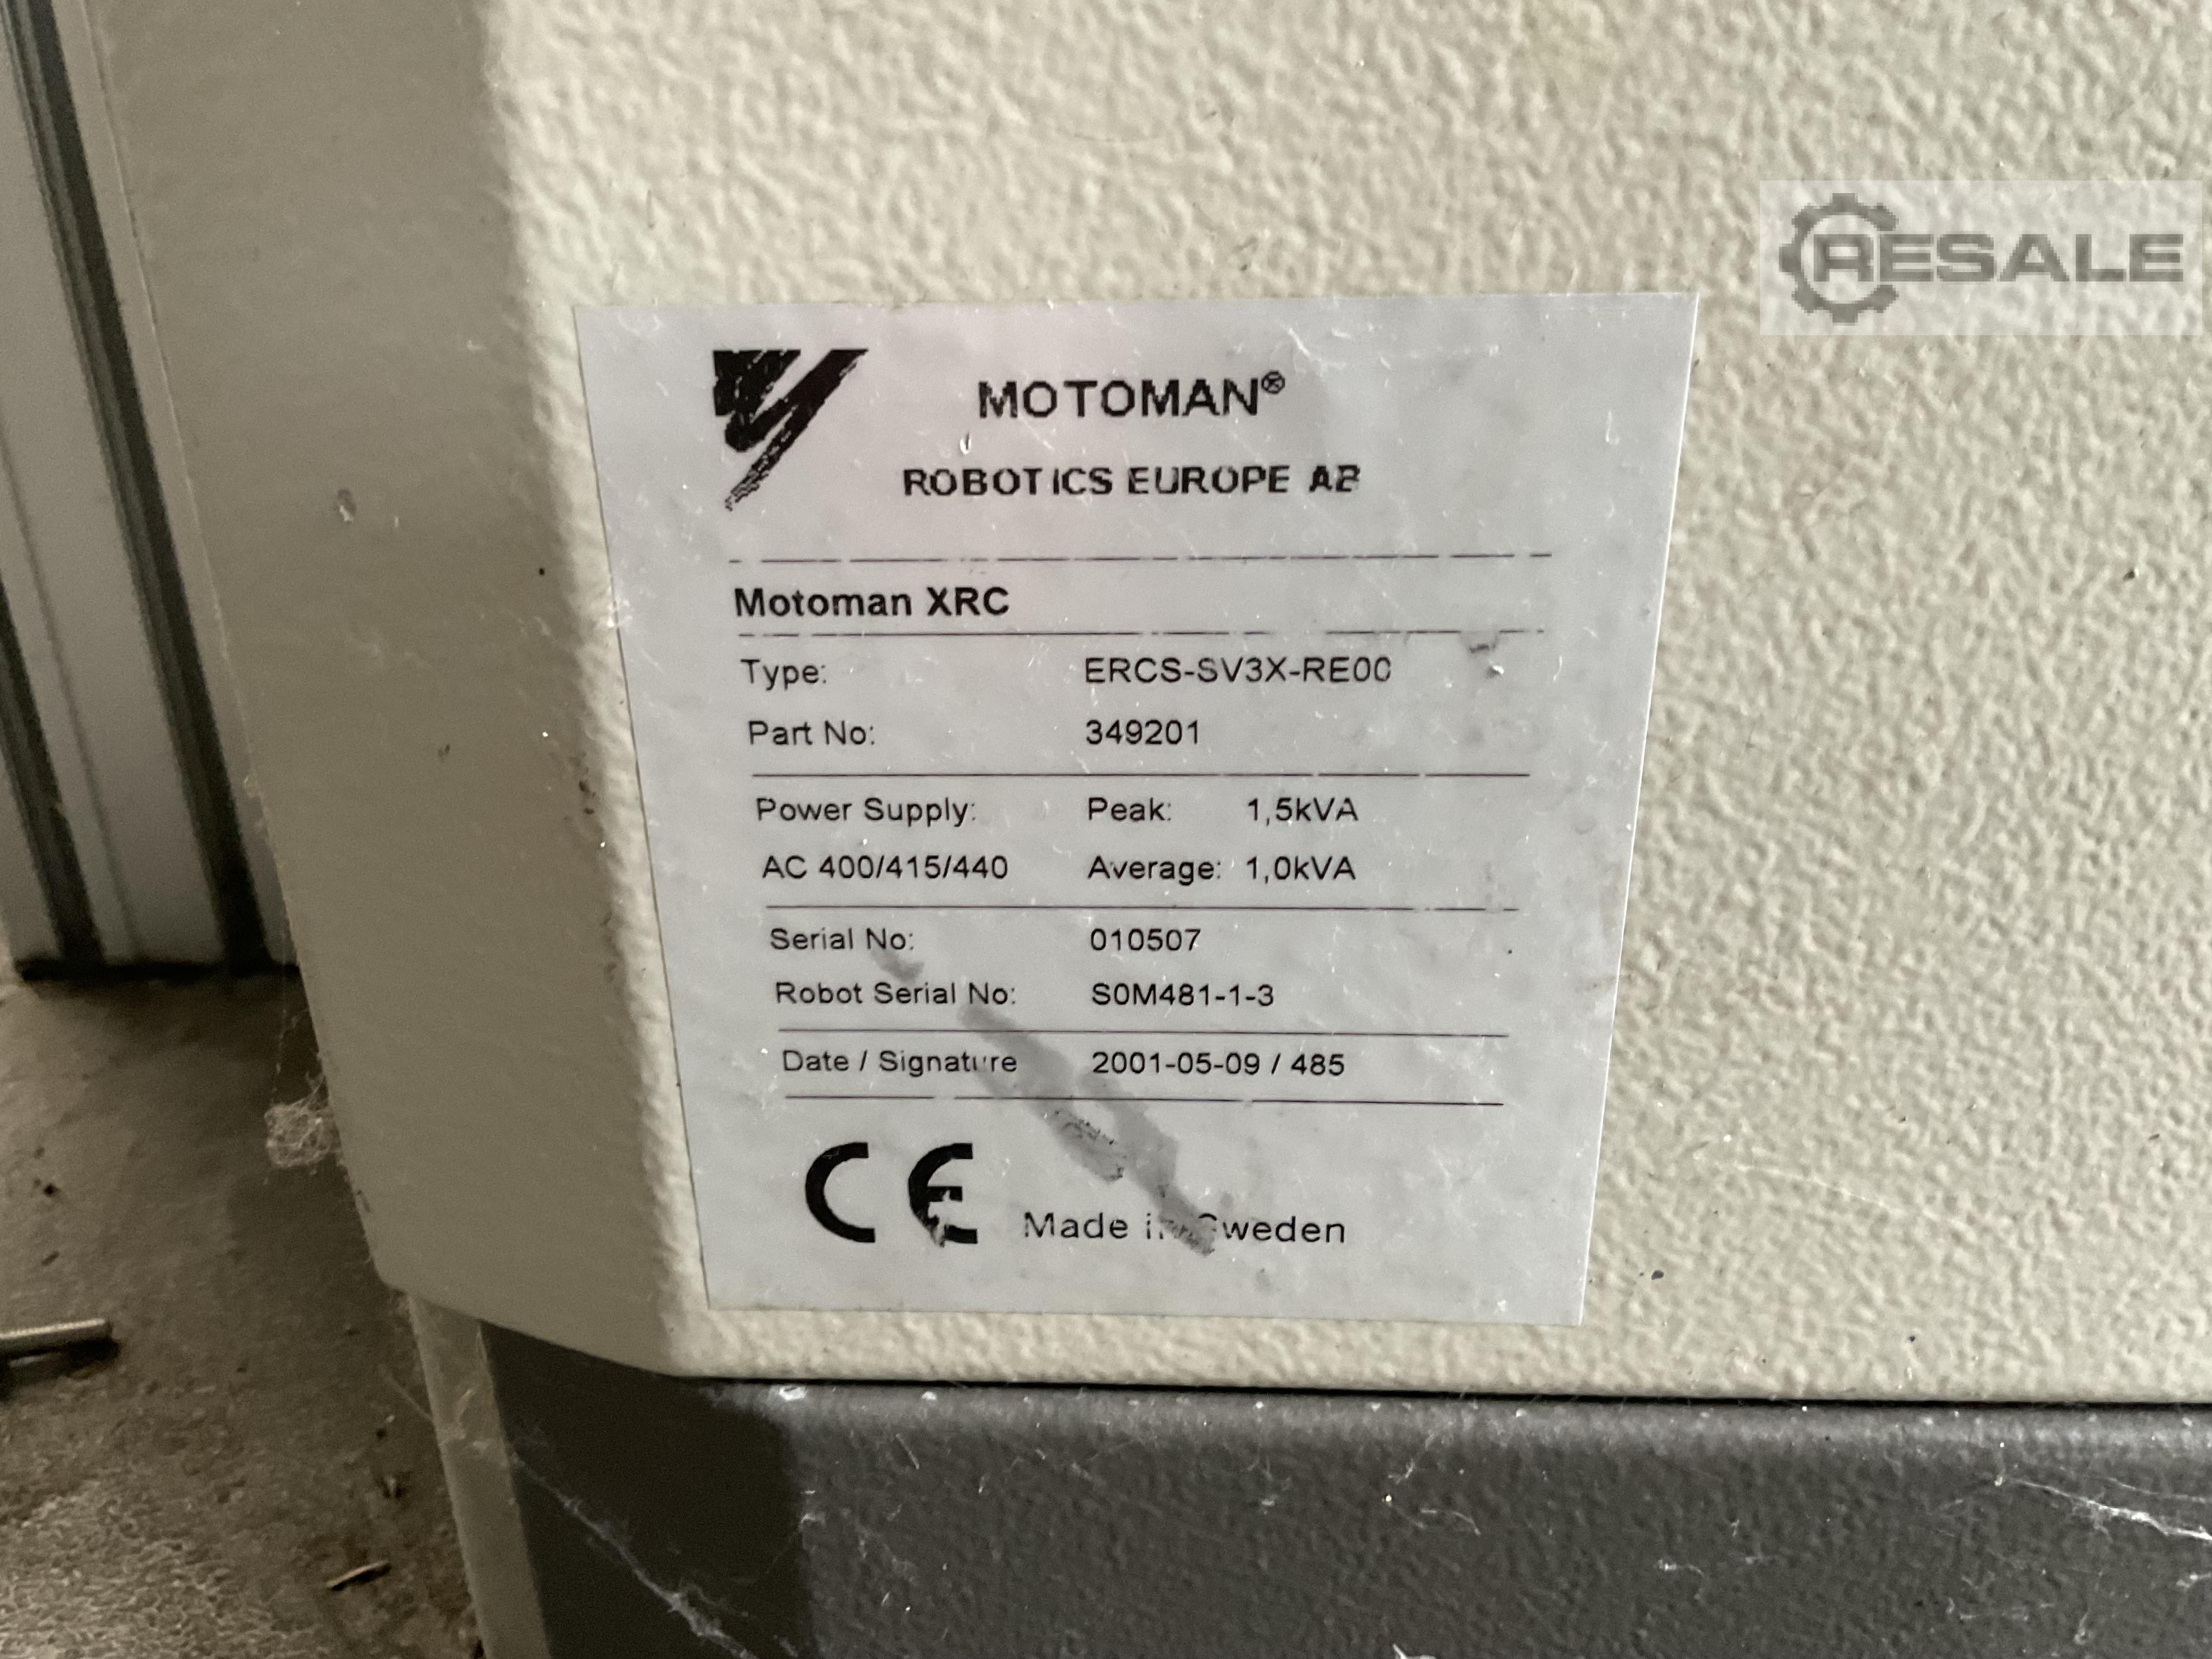 RESALE
MOTOMAN®
ROBOTICS EUROPE AB
Motoman XRC
Type: ERCS-SV3X-RE00
Part No: 349201
Power Supply: Peak: 1,5kVA
AC 400/415/440 Average: 1,0kVA
Serial No: 010507
Robot Serial No: S0M481-1-3
Date / Signature 2001-05-09 / 485
CE Made in Sweden